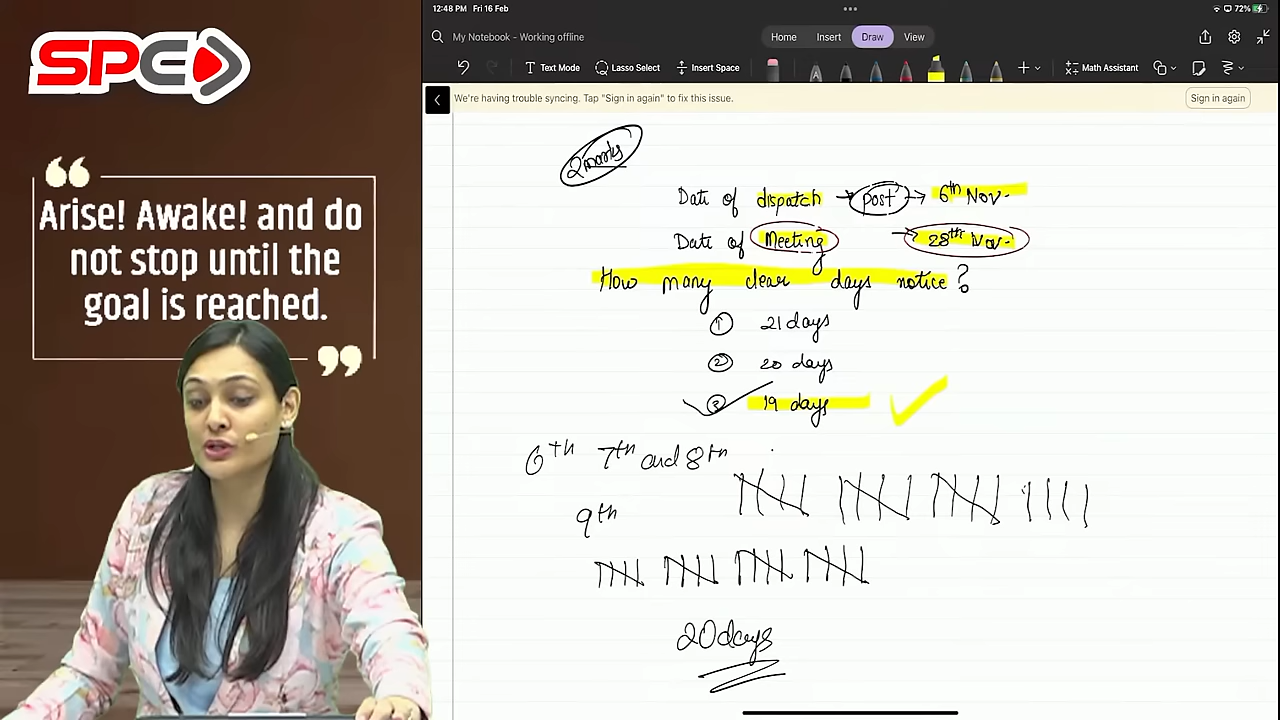 12:48 PM Fri 16 Feb
72%
SPC
My Notebook - Working offline
Home Insert Draw View
Text Mode Lasso Select Insert Space Math Assistant
We're having trouble syncing. Tap "Sign in again" to fix this issue. Sign in again
Arise! Awake! and do
not stop until the
goal is reached.
2 marks
Date of dispatch → post → 6th Nov.
Date of Meeting → 28th Nov.
How many clear days notice?
① 21 days
② 20 days
③ 19 days
6th 7th and 8th
9th
20 days